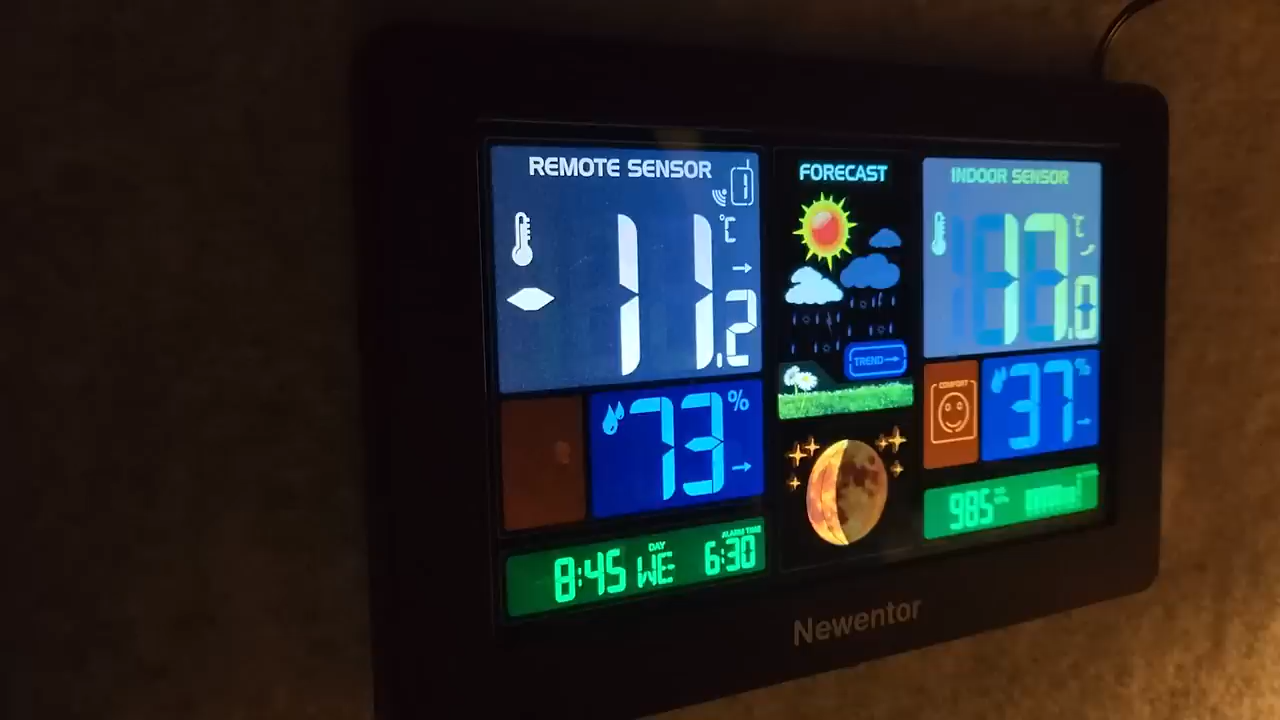 REMOTE SENSOR
1
-11.2 °C
73 %
8:45 WE 6:30
DAY
ALARM TIME
FORECAST
TREND
INDOOR SENSOR
17.0 °C
COMFORT
37 %
985
Newentor